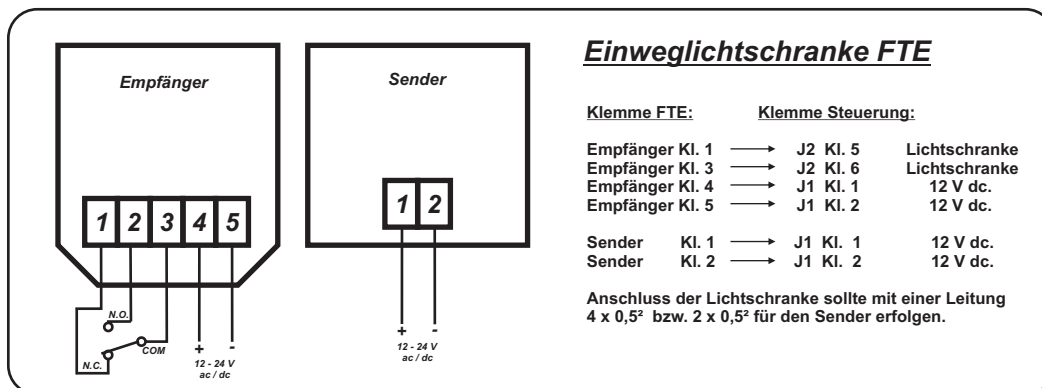 Empfänger
1 2 3 4 5
N.O.
COM
N.C.
+ -
12 - 24 V
ac / dc
Sender
1 2
+ -
12 - 24 V
ac / dc
Einweglichtschranke FTE
Klemme FTE: Klemme Steuerung:
Empfänger Kl. 1 → J2 Kl. 5 Lichtschranke
Empfänger Kl. 3 → J2 Kl. 6 Lichtschranke
Empfänger Kl. 4 → J1 Kl. 1 12 V dc.
Empfänger Kl. 5 → J1 Kl. 2 12 V dc.
Sender Kl. 1 → J1 Kl. 1 12 V dc.
Sender Kl. 2 → J1 Kl. 2 12 V dc.
Anschluss der Lichtschranke sollte mit einer Leitung
4 x 0,5² bzw. 2 x 0,5² für den Sender erfolgen.